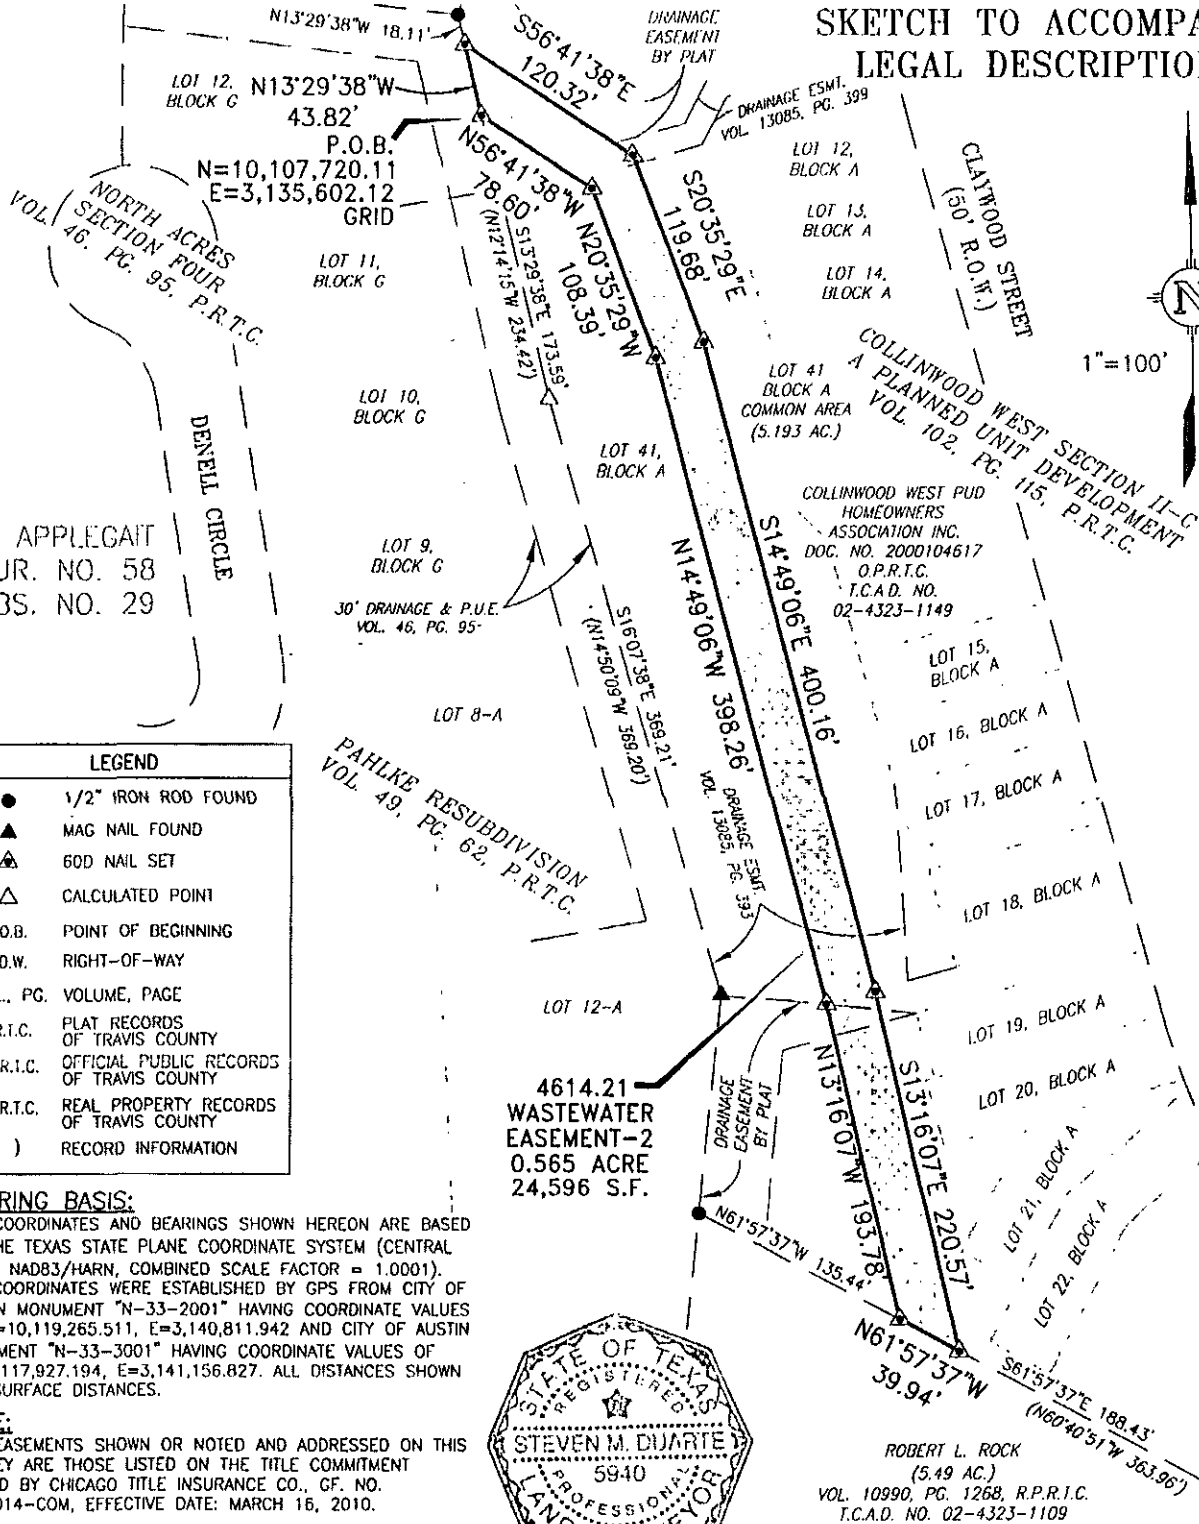 SKETCH TO ACCOMPA
LEGAL DESCRIPTIO
N13°29'38"W 18.11'
S56°41'38"E
120.32'
DRAINAGE
EASEMENT
BY PLAT
DRAINAGE ESMT.
VOL. 13085, PG. 399
LOT 12,
BLOCK G
N13°29'38"W
43.82'
P.O.B.
N=10,107,720.11
E=3,135,602.12
GRID
N56°41'38"W
78.60'
S13°29'38"E 173.59'
(N12°14'15"W 234.42')
N20°35'29"W
108.39'
S20°35'29"E
119.68'
LOT 12,
BLOCK A
LOT 13,
BLOCK A
LOT 14,
BLOCK A
CLAYWOOD STREET
(50' R.O.W.)
N
1"=100'
NORTH ACRES
SECTION FOUR
VOL. 46, PG. 95, P.R.T.C.
LOT 11,
BLOCK G
LOT 10,
BLOCK G
LOT 9,
BLOCK G
DENELL CIRCLE
LOT 41,
BLOCK A
LOT 41
BLOCK A
COMMON AREA
(5.193 AC.)
COLLINWOOD WEST SECTION II-C
A PLANNED UNIT DEVELOPMENT
VOL. 102, PG. 115, P.R.T.C.
COLLINWOOD WEST PUD
HOMEOWNERS
ASSOCIATION INC.
DOC. NO. 2000104617
O.P.R.T.C.
T.C.A.D. NO.
02-4323-1149
APPLEGAIT
UR. NO. 58
BS. NO. 29
30' DRAINAGE & P.U.E.
VOL. 46, PG. 95
N14°49'06"W 398.26'
S14°49'06"E 400.16'
S16°07'38"E 369.21'
(N14°50'09"W 369.20')
LOT 8-A
PAHLKE RESUBDIVISION
VOL. 49, PG. 62, P.R.T.C.
DRAINAGE ESMT.
VOL. 13085, PG. 393
LOT 15,
BLOCK A
LOT 16, BLOCK A
LOT 17, BLOCK A
LOT 18, BLOCK A
LOT 19, BLOCK A
LOT 20, BLOCK A
LOT 21, BLOCK A
LOT 22, BLOCK A
LEGEND
1/2" IRON ROD FOUND
MAG NAIL FOUND
60D NAIL SET
CALCULATED POINT
O.B. POINT OF BEGINNING
O.W. RIGHT-OF-WAY
., PG. VOLUME, PAGE
R.T.C. PLAT RECORDS
OF TRAVIS COUNTY
R.T.C. OFFICIAL PUBLIC RECORDS
OF TRAVIS COUNTY
R.T.C. REAL PROPERTY RECORDS
OF TRAVIS COUNTY
) RECORD INFORMATION
LOT 12-A
4614.21
WASTEWATER
EASEMENT-2
0.565 ACRE
24,596 S.F.
DRAINAGE
EASEMENT
BY PLAT
N13°16'07"W 193.78'
S13°16'07"E 220.57'
N61°57'37"W 135.44'
N61°57'37"W
39.94'
S61°57'37"E 188.43'
(N60°40'51"W 363.96')
RING BASIS:
COORDINATES AND BEARINGS SHOWN HEREON ARE BASED
HE TEXAS STATE PLANE COORDINATE SYSTEM (CENTRAL
NAD83/HARN, COMBINED SCALE FACTOR = 1.0001).
COORDINATES WERE ESTABLISHED BY GPS FROM CITY OF
N MONUMENT "N-33-2001" HAVING COORDINATE VALUES
=10,119,265.511, E=3,140,811.942 AND CITY OF AUSTIN
MENT "N-33-3001" HAVING COORDINATE VALUES OF
117,927.194, E=3,141,156.827. ALL DISTANCES SHOWN
SURFACE DISTANCES.
E:
EASEMENTS SHOWN OR NOTED AND ADDRESSED ON THIS
EY ARE THOSE LISTED ON THE TITLE COMMITMENT
D BY CHICAGO TITLE INSURANCE CO., GF. NO.
014-COM, EFFECTIVE DATE: MARCH 16, 2010.
STATE OF TEXAS
REGISTERED
STEVEN M. DUARTE
5940
PROFESSIONAL
LAND SURVEYOR
ROBERT L. ROCK
(5.49 AC.)
VOL. 10990, PG. 1268, R.P.R.T.C.
T.C.A.D. NO. 02-4323-1109